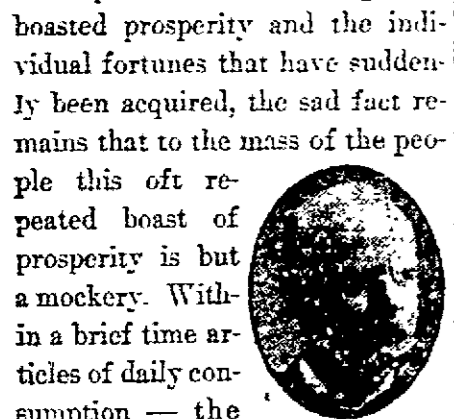 boasted prosperity and the indi-
vidual fortunes that have sudden-
ly been acquired, the sad fact re-
mains that to the mass of the peo-
ple this oft re-
peated boast of
prosperity is but
a mockery. With-
in a brief time ar-
ticles of daily con-
sumption — the